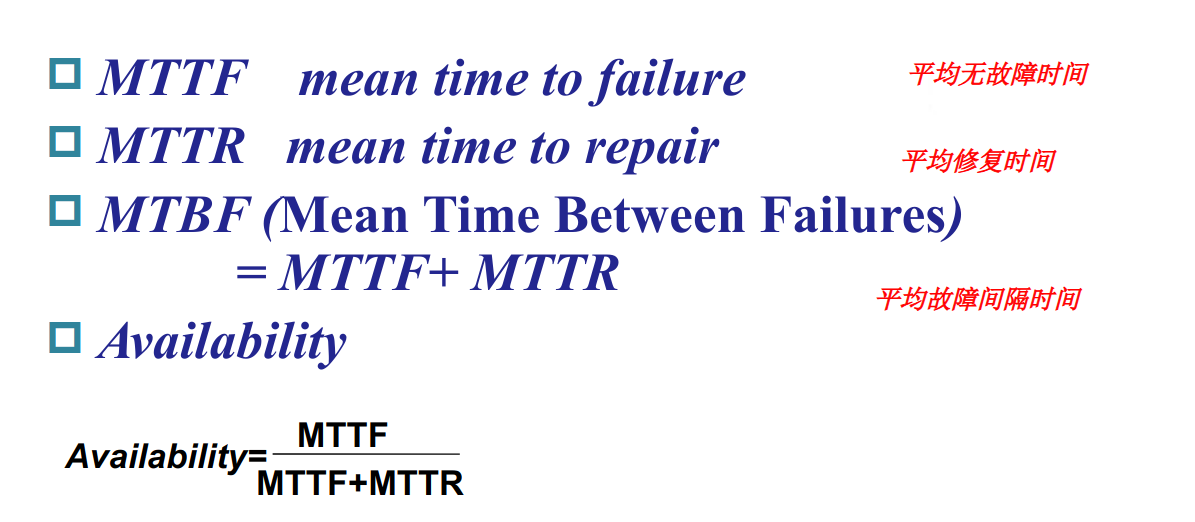 MTTF mean time to failure 平均无故障时间
MTTR mean time to repair 平均修复时间
MTBF (Mean Time Between Failures)
= MTTF+ MTTR
平均故障间隔时间
Availability
Availability=
MTTF
MTTF+MTTR